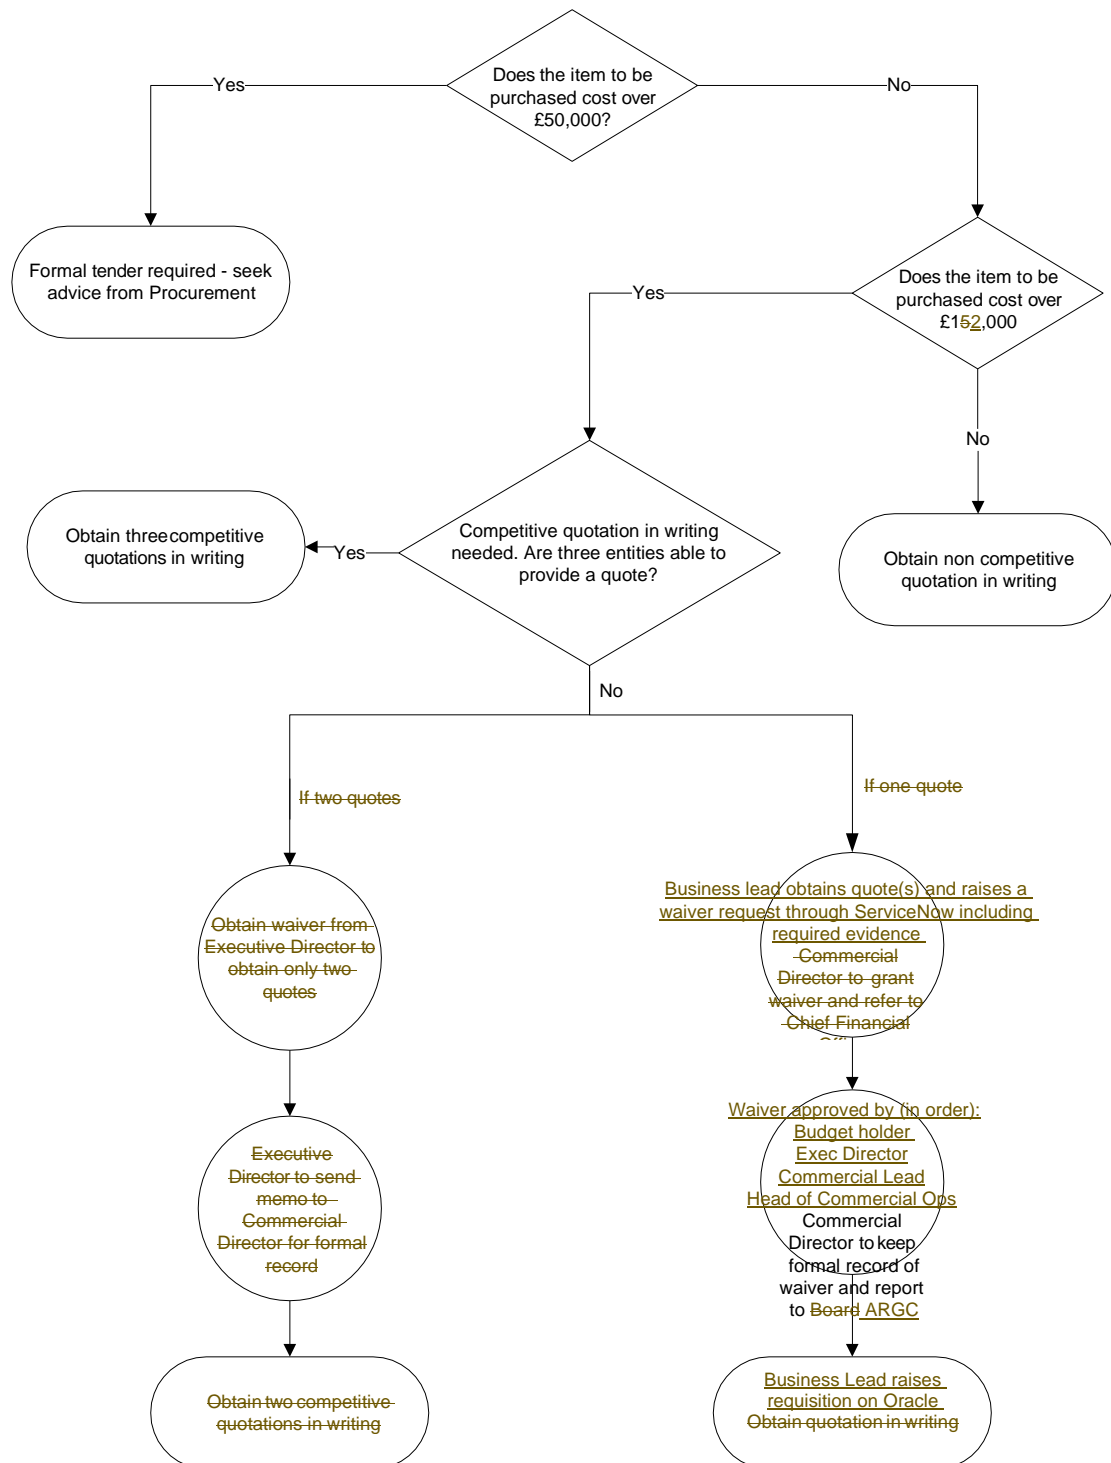 Does the item to be
purchased cost over
£50,000?
Yes
No
Formal tender required - seek
advice from Procurement
Does the item to be
purchased cost over
£152,000
Yes
No
Competitive quotation in writing
needed. Are three entities able to
provide a quote?
Yes
Obtain three competitive
quotations in writing
Obtain non competitive
quotation in writing
No
If two quotes
If one quote
Obtain waiver from
Executive Director to
obtain only two
quotes
Business lead obtains quote(s) and raises a
waiver request through ServiceNow including
required evidence
Commercial
Director to grant
waiver and refer to
Chief Financial
Executive
Director to send
memo to
Commercial
Director for formal
record
Waiver approved by (in order):
Budget holder
Exec Director
Commercial Lead
Head of Commercial Ops
Commercial
Director to keep
formal record of
waiver and report
to Board ARGC
Obtain two competitive
quotations in writing
Business Lead raises
requisition on Oracle
Obtain quotation in writing